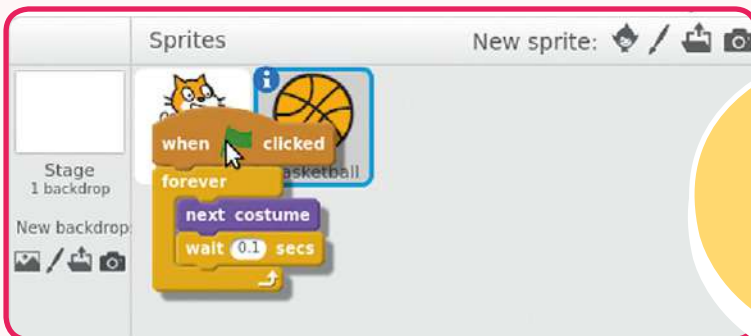 Sprites
New sprite:
when clicked
asketball
forever
next costume
wait 0.1 secs
Stage
1 backdrop
New backdrop: